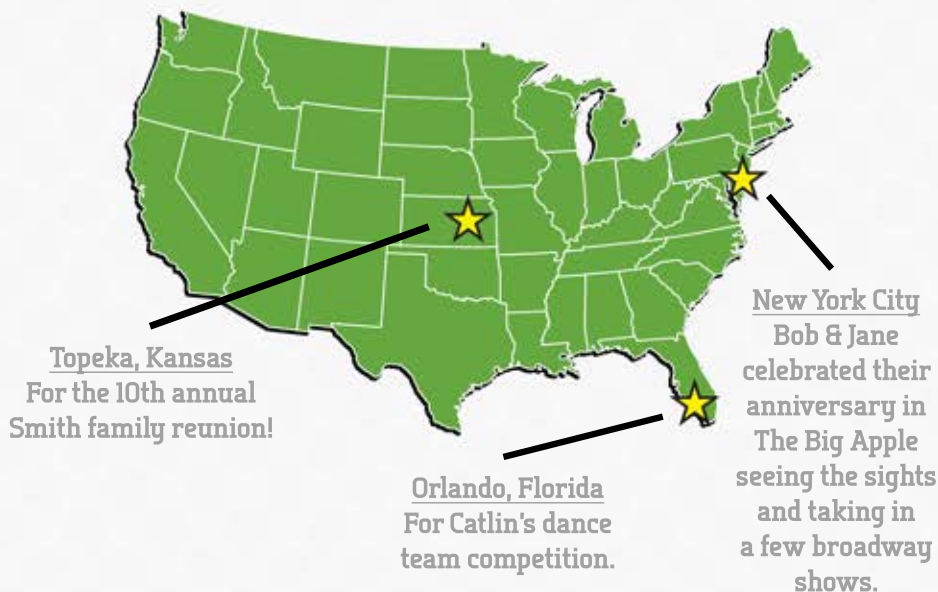 Topeka, Kansas
For the 10th annual
Smith family reunion!
Orlando, Florida
For Catlin's dance
team competition.
New York City
Bob & Jane
celebrated their
anniversary in
The Big Apple
seeing the sights
and taking in
a few broadway
shows.